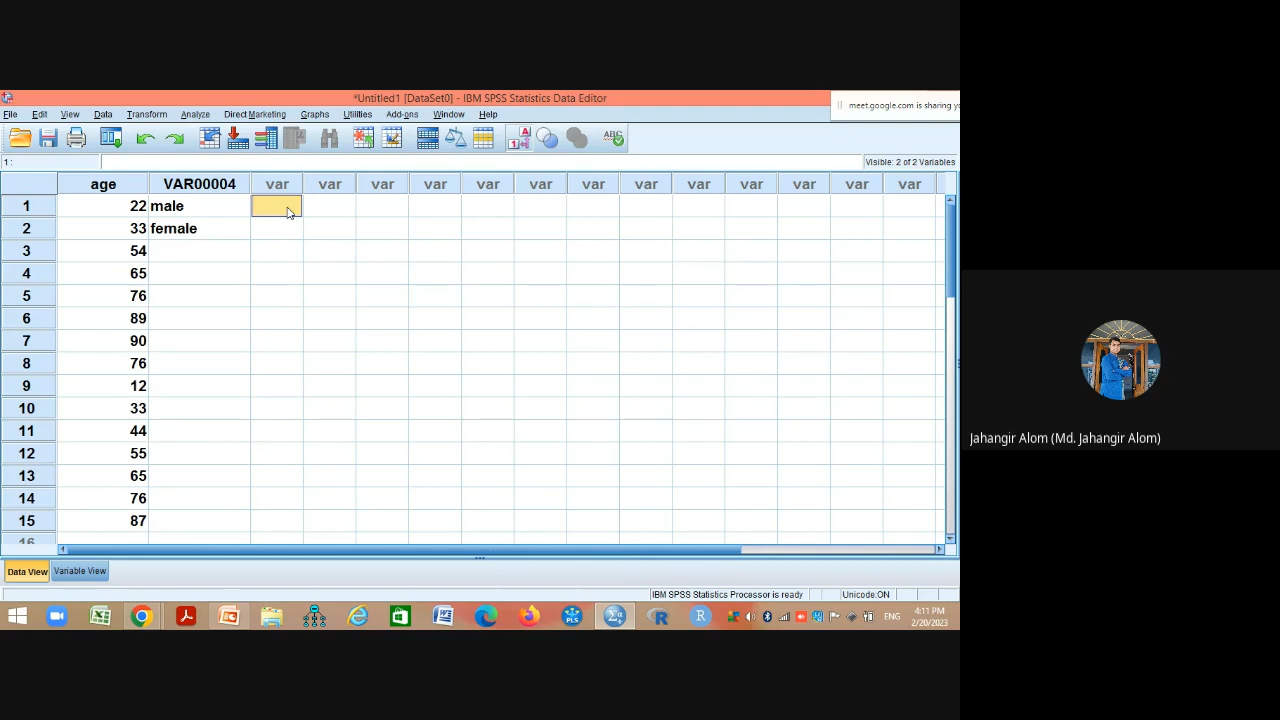 *Untitled1 [DataSet0] - IBM SPSS Statistics Data Editor
meet.google.com is sharing yo
File Edit View Data Transform Analyze Direct Marketing Graphs Utilities Add-ons Window Help
1 :
Visible: 2 of 2 Variables
age VAR00004 var var var var var var var var var var var var var
1 22 male
2 33 female
3 54
4 65
5 76
6 89
7 90
8 76
9 12
10 33
11 44
12 55
13 65
14 76
15 87
16
Data View Variable View
IBM SPSS Statistics Processor is ready Unicode:ON
PLS
ENG
4:11 PM
2/20/2023
Jahangir Alom (Md. Jahangir Alom)